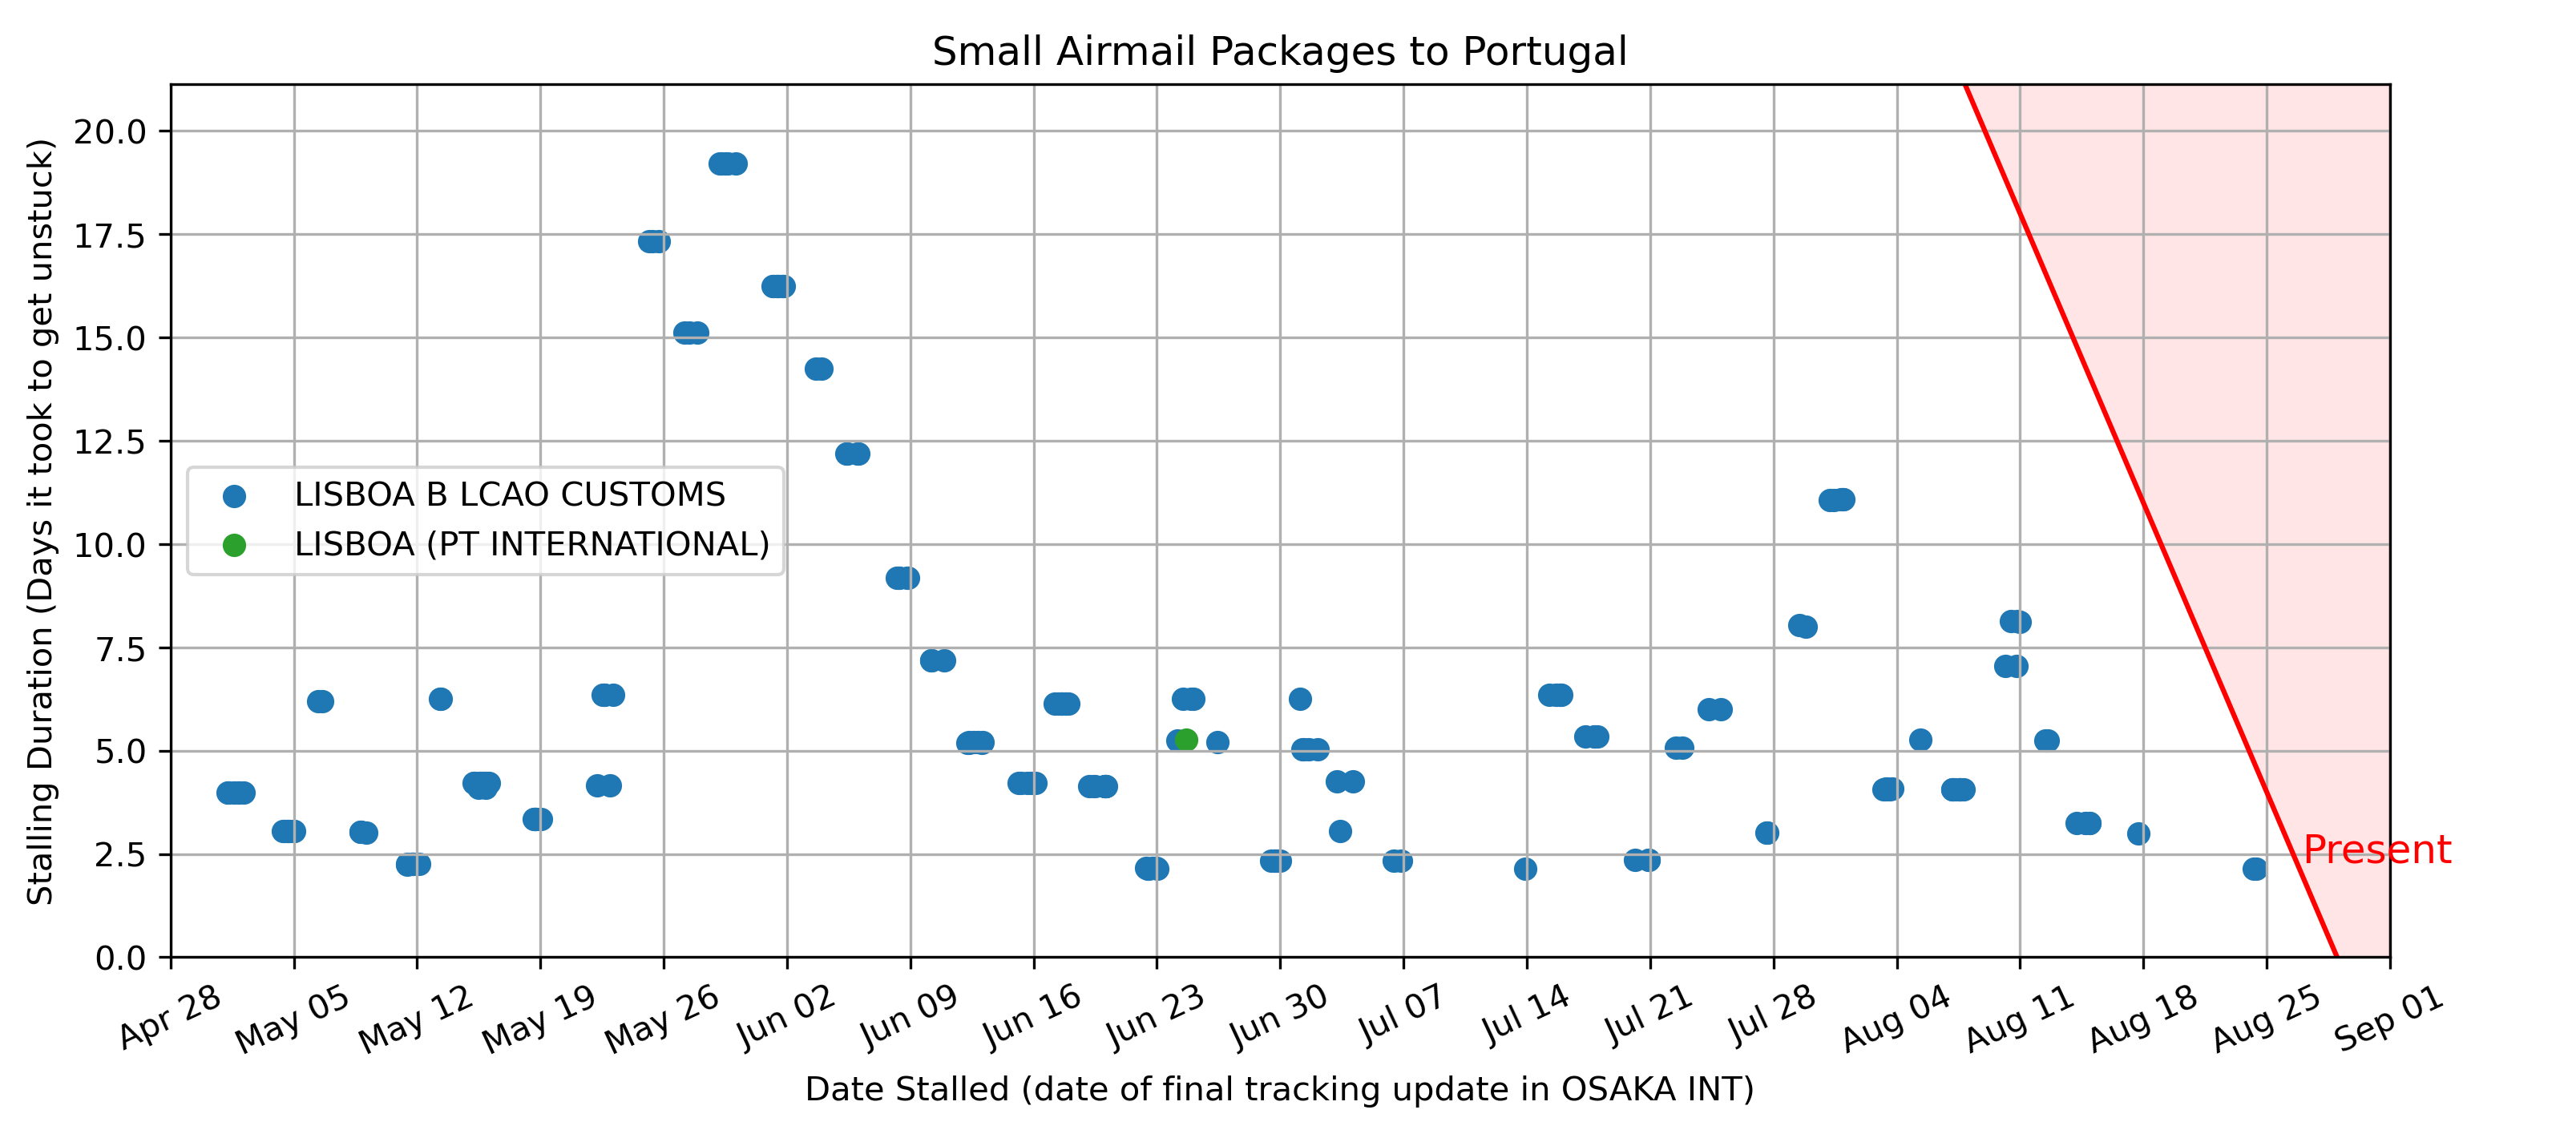 Small Airmail Packages to Portugal
Stalling Duration (Days it took to get unstuck)
20.0
17.5
15.0
12.5
10.0
7.5
5.0
2.5
0.0
LISBOA B LCAO CUSTOMS
LISBOA (PT INTERNATIONAL)
Present
Apr 28
May 05
May 12
May 19
May 26
Jun 02
Jun 09
Jun 16
Jun 23
Jun 30
Jul 07
Jul 14
Jul 21
Jul 28
Aug 04
Aug 11
Aug 18
Aug 25
Sep 01
Date Stalled (date of final tracking update in OSAKA INT)